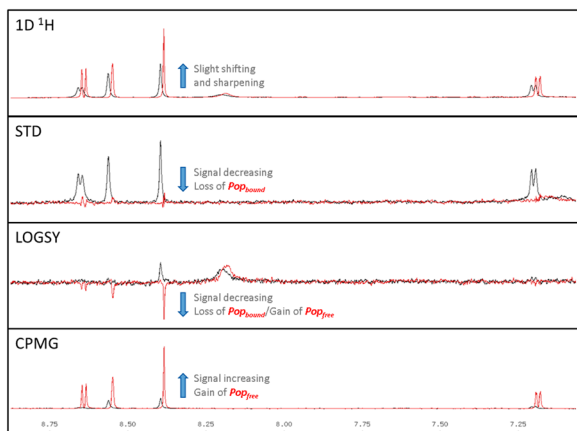 1D ¹H
Slight shifting
and sharpening
STD
Signal decreasing
Loss of Pop_bound
LOGSY
Signal decreasing
Loss of Pop_bound/Gain of Pop_free
CPMG
Signal increasing
Gain of Pop_free
8.75 8.50 8.25 8.00 7.75 7.50 7.25